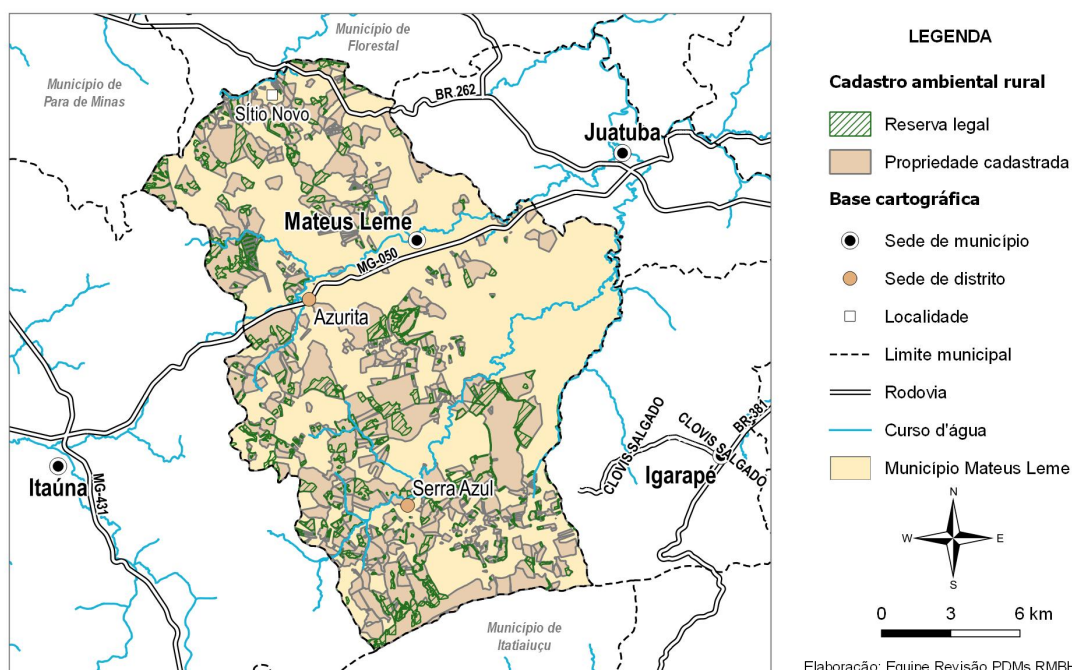 Município de
Florestal
Município de
Para de Minas
BR 262
Sítio Novo
Juatuba
Mateus Leme
MG-050
Azurita
CLOVIS SALGADO
CLOVIS SALGADO
BR-381
Igarapé
Itaúna
MG-431
Serra Azul
Município de
Itatiaiuçu
LEGENDA
Cadastro ambiental rural
Reserva legal
Propriedade cadastrada
Base cartográfica
Sede de município
Sede de distrito
Localidade
Limite municipal
Rodovia
Curso d'água
Município Mateus Leme
N
W
E
S
0 3 6 km
Elaboração: Equipe Revisão PDMs RMBH